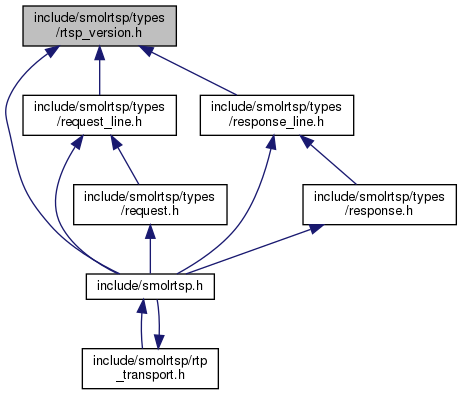 include/smolrtsp/types
/rtsp_version.h
include/smolrtsp/types
/request_line.h
include/smolrtsp/types
/response_line.h
include/smolrtsp/types
/request.h
include/smolrtsp/types
/response.h
include/smolrtsp.h
include/smolrtsp/rtp
_transport.h